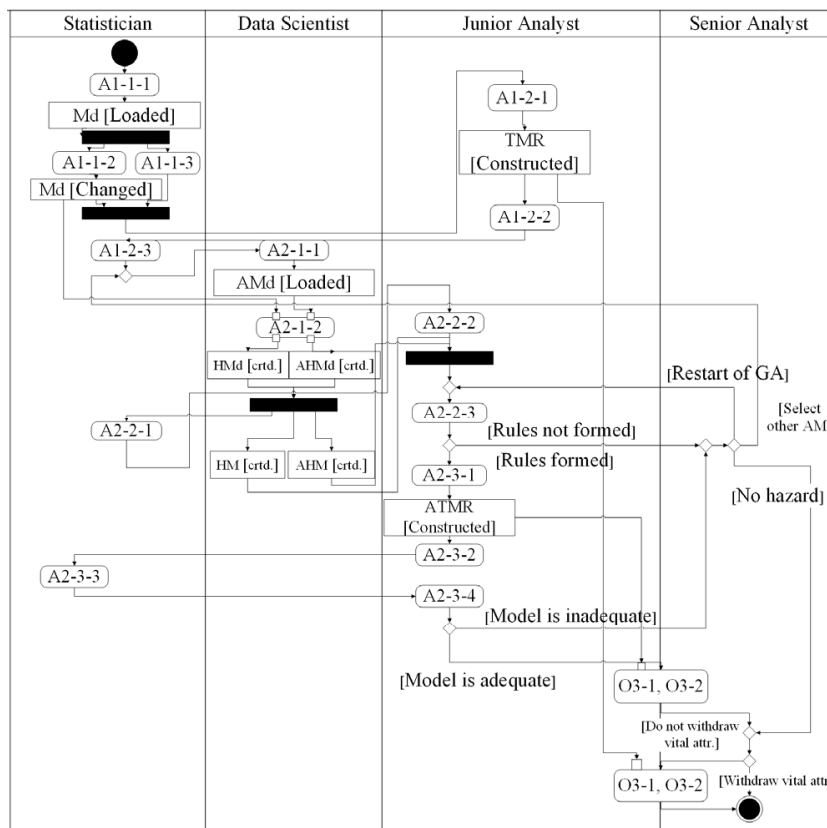 Statistician
Data Scientist
Junior Analyst
Senior Analyst
A1-1-1
Md [Loaded]
A1-1-2
A1-1-3
Md [Changed]
A1-2-1
TMR
[Constructed]
A1-2-2
A1-2-3
A2-1-1
AMd [Loaded]
A2-1-2
A2-2-2
HMd [crtd.]
AHMd [crtd.]
[Restart of GA]
[Select
other AM
A2-2-1
A2-2-3
[Rules not formed]
[Rules formed]
HM [crtd.]
AHM [crtd.]
A2-3-1
[No hazard]
ATMR
[Constructed]
A2-3-2
A2-3-3
A2-3-4
[Model is inadequate]
[Model is adequate]
O3-1, O3-2
[Do not withdraw
vital attr.]
O3-1, O3-2
[Withdraw vital attr